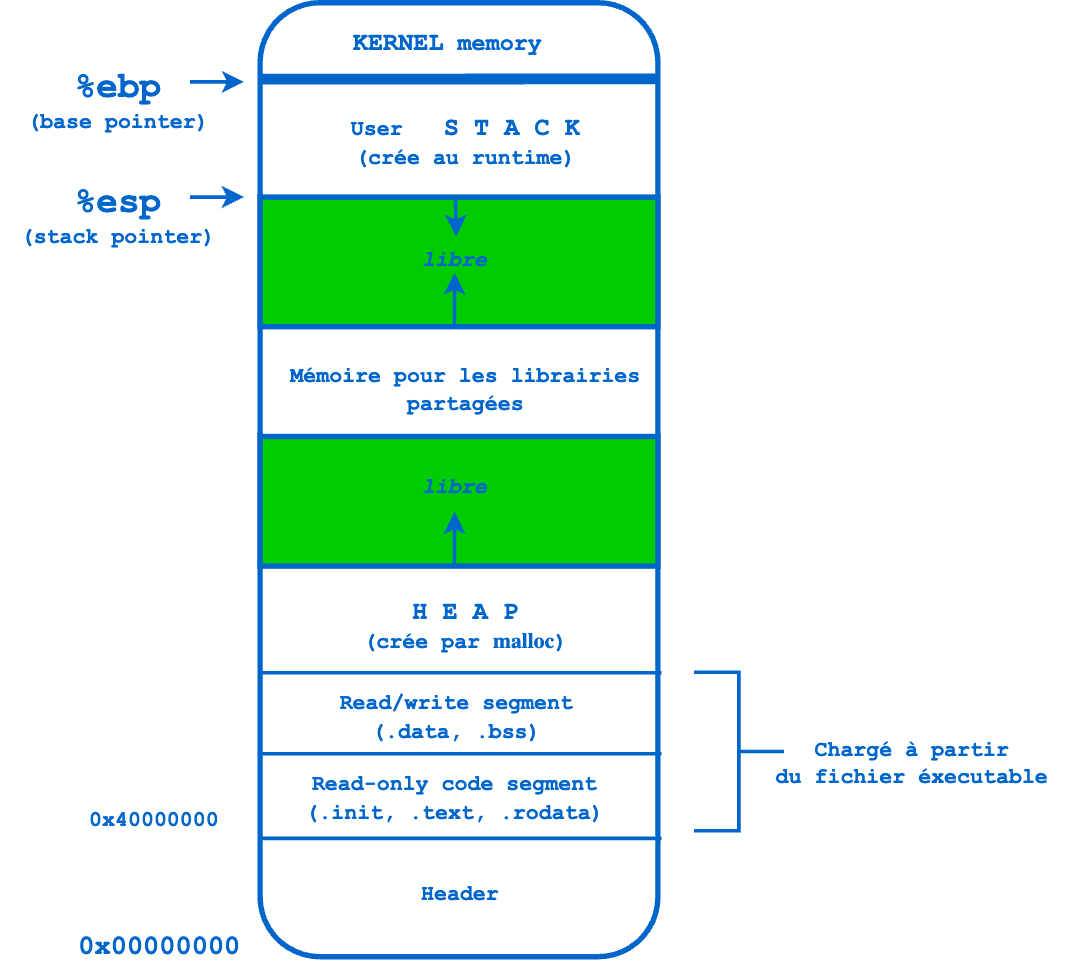 KERNEL memory
%ebp
(base pointer)
User S T A C K
(crée au runtime)
%esp
(stack pointer)
libre
Mémoire pour les librairies
partagées
libre
H E A P
(crée par malloc)
Read/write segment
(.data, .bss)
Chargé à partir
du fichier éxecutable
Read-only code segment
(.init, .text, .rodata)
0x40000000
Header
0x00000000